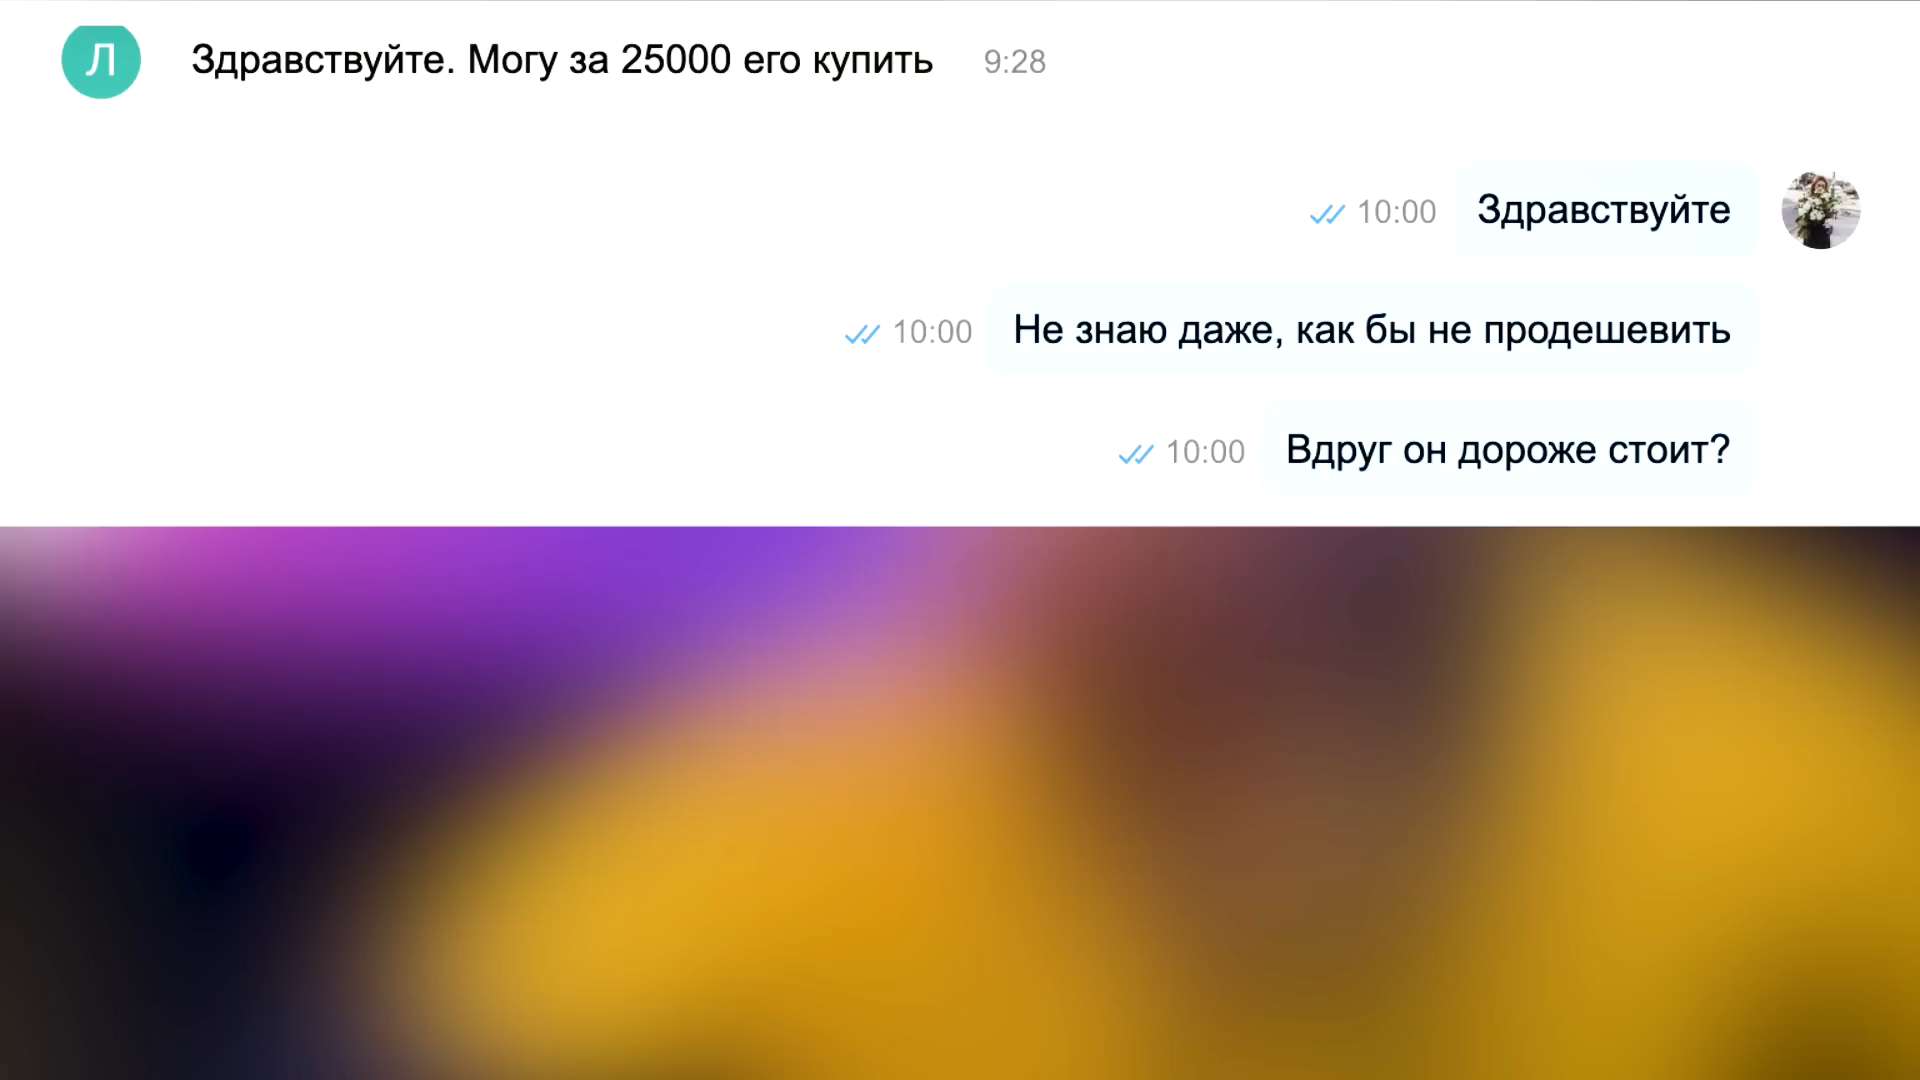 Л
Здравствуйте. Могу за 25000 его купить 9:28
10:00 Здравствуйте
10:00 Не знаю даже, как бы не продешевить
10:00 Вдруг он дороже стоит?